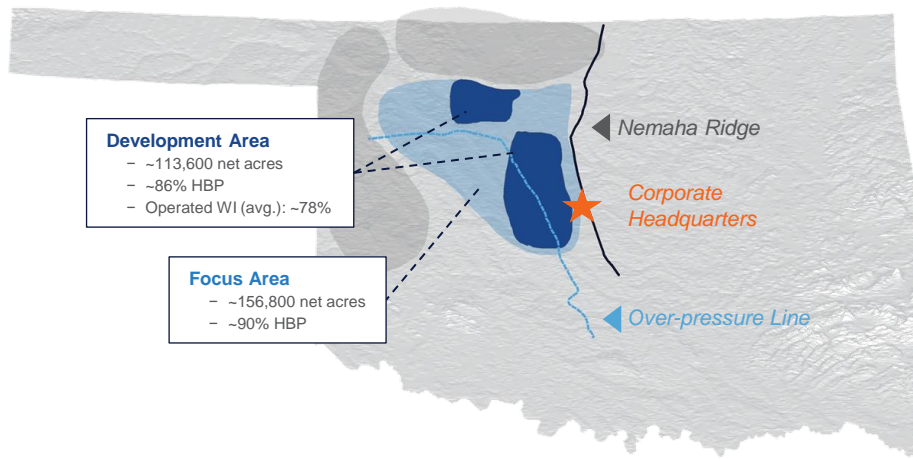 Development Area
− ~113,600 net acres
− ~86% HBP
− Operated WI (avg.): ~78%
Focus Area
− ~156,800 net acres
− ~90% HBP
Nemaha Ridge
Corporate
Headquarters
Over-pressure Line